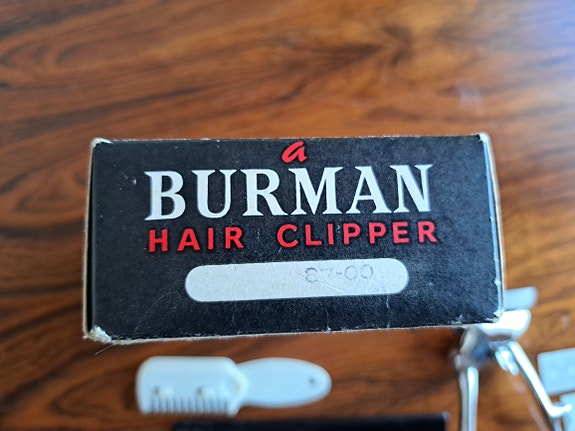 a
BURMAN
HAIR CLIPPER
87-00